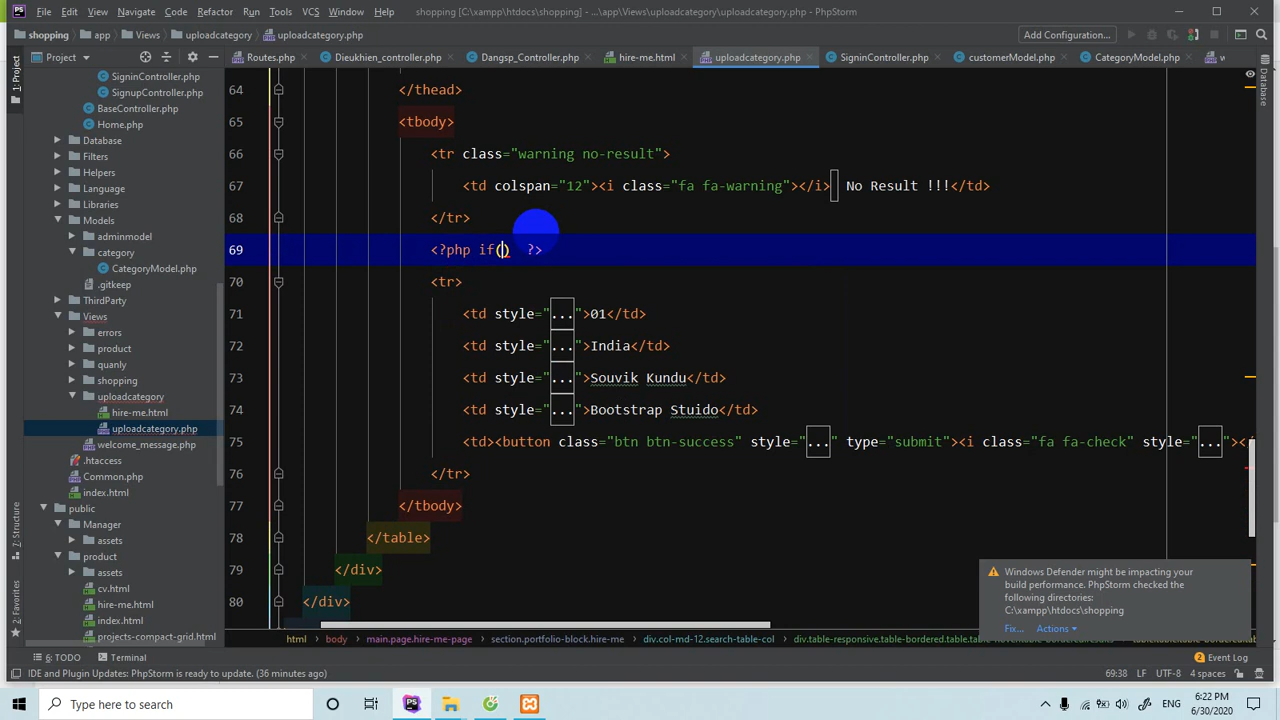 File Edit View Navigate Code Refactor Run Tools VCS Window Help shopping [C:\xampp\htdocs\shopping] - ...\app\Views\uploadcategory.php - PhpStorm
shopping app Views uploadcategory uploadcategory.php Add Configuration...
Project Routes.php Dieukhien_controller.php Dangsp_Controller.php hire-me.html uploadcategory.php SigninController.php customerModel.php CategoryModel.php
1: Project
Database
7: Structure
2: Favorites
SigninController.php
SignupController.php
BaseController.php
Home.php
Database
Filters
Helpers
Language
Libraries
Models
adminmodel
category
CategoryModel.php
.gitkeep
ThirdParty
Views
errors
product
quanly
shopping
uploadcategory
hire-me.html
uploadcategory.php
welcome_message.php
.htaccess
Common.php
index.html
public
Manager
assets
product
assets
cv.html
hire-me.html
index.html
projects-compact-grid.html
64 </thead>
65 <tbody>
66 <tr class="warning no-result">
67 <td colspan="12"><i class="fa fa-warning"></i> No Result !!!</td>
68 </tr>
69 <?php if() ?>
70 <tr>
71 <td style="...">01</td>
72 <td style="...">India</td>
73 <td style="...">Souvik Kundu</td>
74 <td style="...">Bootstrap Stuido</td>
75 <td><button class="btn btn-success" style="..." type="submit"><i class="fa fa-check" style="..."><
76 </tr>
77 </tbody>
78 </table>
79 </div>
80 </div>
Windows Defender might be impacting your
build performance. PhpStorm checked the
following directories:
C:\xampp\htdocs\shopping
Fix... Actions
html body main.page.hire-me-page section.portfolio-block.hire-me div.col-md-12.search-table-col
6: TODO Terminal 2 Event Log
IDE and Plugin Updates: PhpStorm is ready to update. (36 minutes ago) 69:38 LF UTF-8 4 spaces
Type here to search
6:22 PM
6/30/2020